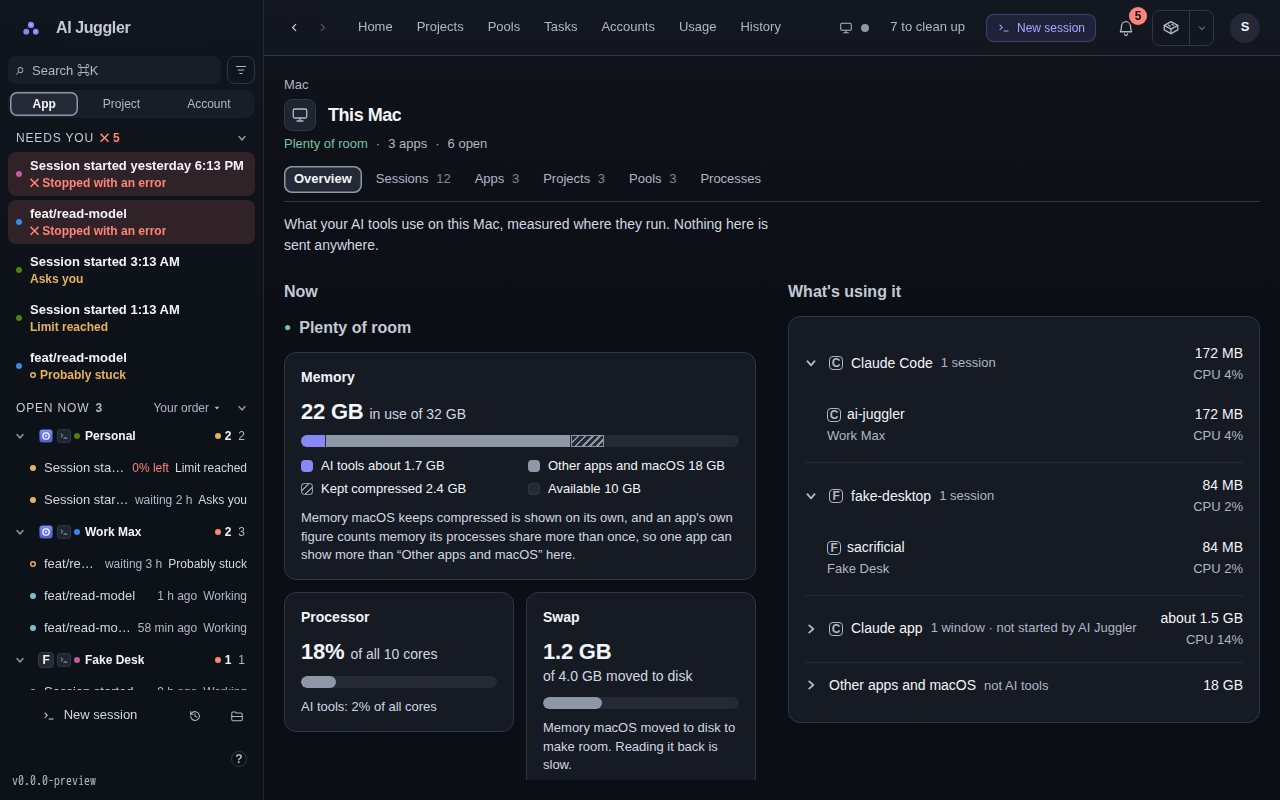 AI Juggler
Search ⌘K
App Project Account
NEEDS YOU 5
Session started yesterday 6:13 PM
Stopped with an error
feat/read-model
Stopped with an error
Session started 3:13 AM
Asks you
Session started 1:13 AM
Limit reached
feat/read-model
Probably stuck
OPEN NOW 3 Your order
Personal 2 2
Session sta… 0% left Limit reached
Session star… waiting 2 h Asks you
Work Max 2 3
feat/re… waiting 3 h Probably stuck
feat/read-model 1 h ago Working
feat/read-mo… 58 min ago Working
F Fake Desk 1 1
New session
?
v0.0.0-preview
Home Projects Pools Tasks Accounts Usage History
7 to clean up
New session
5
S
Mac
This Mac
Plenty of room · 3 apps · 6 open
Overview Sessions 12 Apps 3 Projects 3 Pools 3 Processes
What your AI tools use on this Mac, measured where they run. Nothing here is
sent anywhere.
Now
Plenty of room
Memory
22 GB in use of 32 GB
AI tools about 1.7 GB Other apps and macOS 18 GB
Kept compressed 2.4 GB Available 10 GB
Memory macOS keeps compressed is shown on its own, and an app's own
figure counts memory its processes share more than once, so one app can
show more than “Other apps and macOS” here.
Processor
18% of all 10 cores
AI tools: 2% of all cores
Swap
1.2 GB
of 4.0 GB moved to disk
Memory macOS moved to disk to
make room. Reading it back is
slow.
What's using it
C Claude Code 1 session 172 MB
CPU 4%
C ai-juggler 172 MB
Work Max CPU 4%
F fake-desktop 1 session 84 MB
CPU 2%
F sacrificial 84 MB
Fake Desk CPU 2%
C Claude app 1 window · not started by AI Juggler about 1.5 GB
CPU 14%
Other apps and macOS not AI tools 18 GB